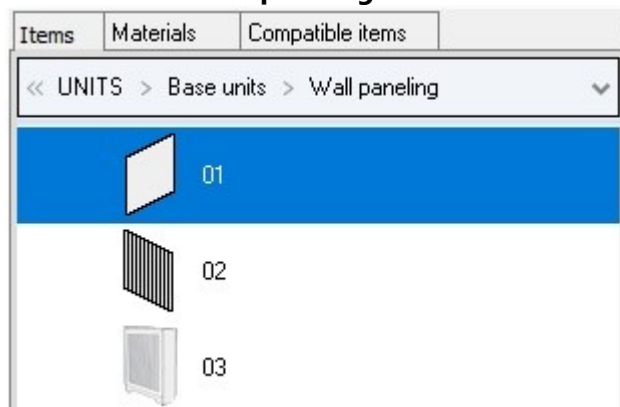 Items Materials Compatible items
« UNITS > Base units > Wall paneling
01
02
03